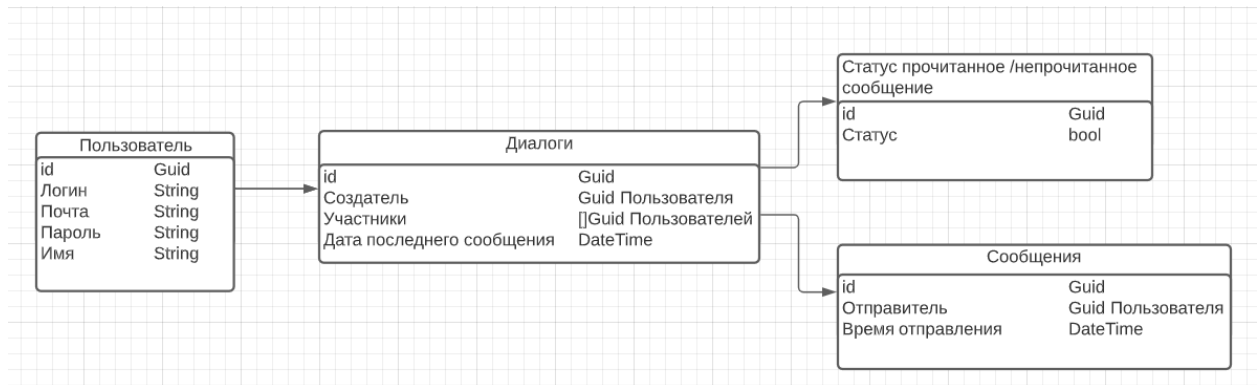 Пользователь
id Guid
Логин String
Почта String
Пароль String
Имя String
Диалоги
id Guid
Создатель Guid Пользователя
Участники []Guid Пользователей
Дата последнего сообщения DateTime
Статус прочитанное /непрочитанное
сообщение
id Guid
Статус bool
Сообщения
id Guid
Отправитель Guid Пользователя
Время отправления DateTime